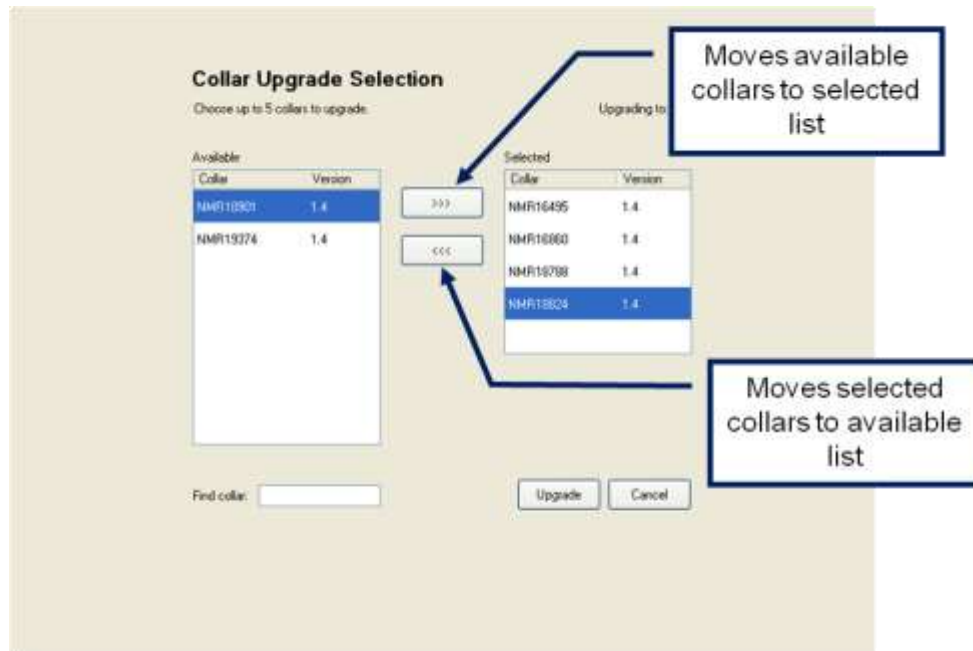 Moves available
collars to selected
list
Collar Upgrade Selection
Choose up to 5 collars to upgrade.
Upgrading to
Available
Selected
Collar Version
Collar Version
NMR18901 1.4
>>>
NMR16495 1.4
NMR19374 1.4
<<<
NMR16860 1.4
NMR18788 1.4
NMR18824 1.4
Moves selected
collars to available
list
Find collar:
Upgrade
Cancel